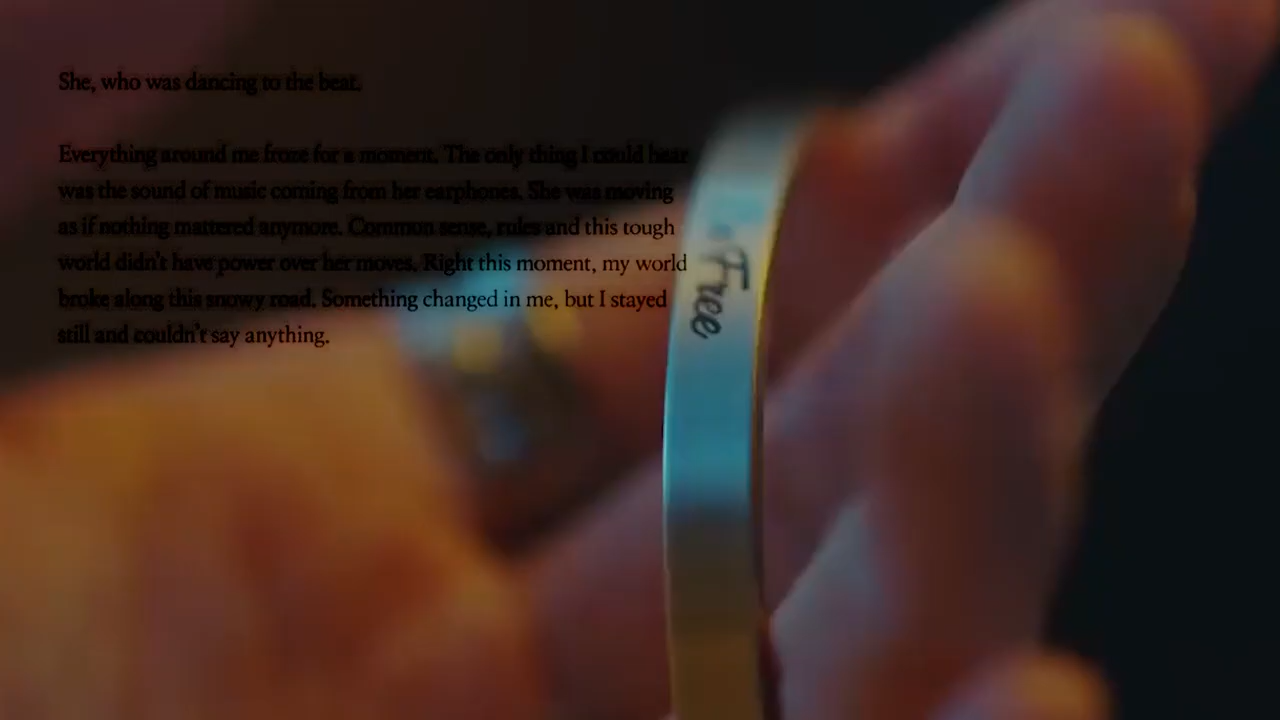 She, who was dancing to the beat.
Everything around me froze for a moment. The only thing I could hear
was the sound of music coming from her earphones. She was moving
as if nothing mattered anymore. Common sense, rules and this tough
world didn't have power over her moves. Right this moment, my world
broke along this snowy road. Something changed in me, but I stayed
still and couldn't say anything.
Free